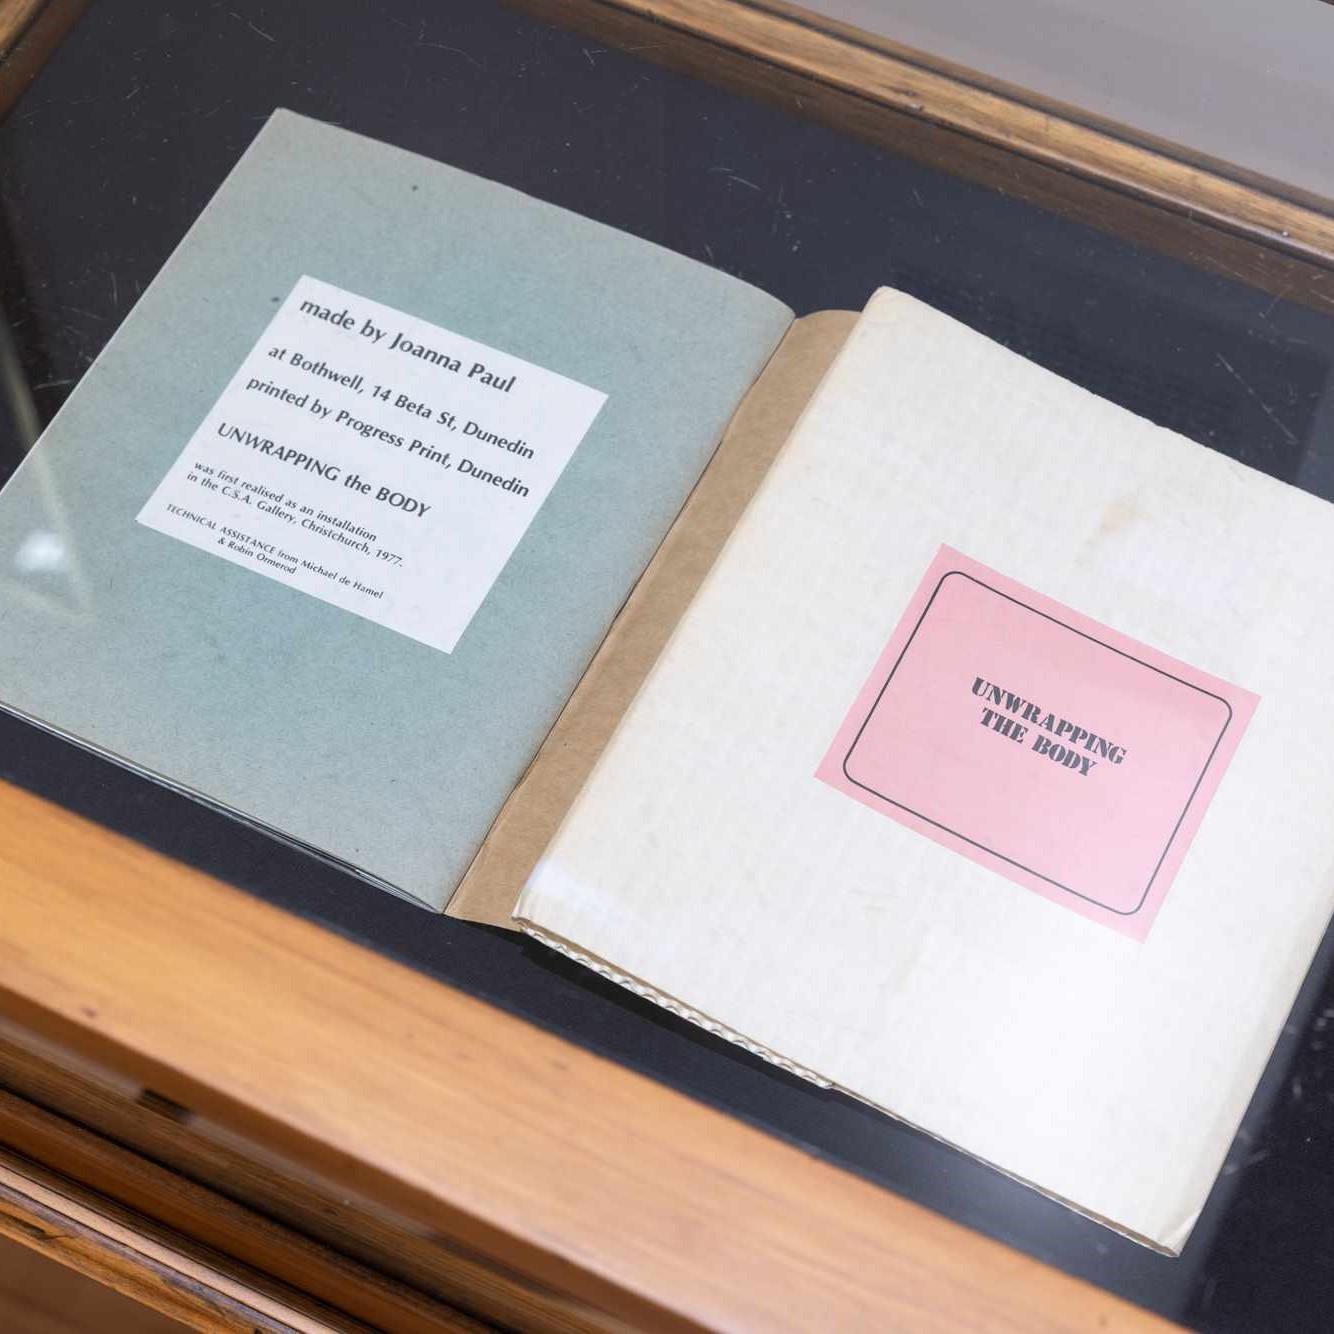 made by Joanna Paul
at Bothwell, 14 Beta St, Dunedin
printed by Progress Print, Dunedin
UNWRAPPING the BODY
was first realised as an installation
in the C.S.A. Gallery, Christchurch, 1977.
TECHNICAL ASSISTANCE from Michael de Hamel
& Robin Ormerod
UNWRAPPING
THE BODY